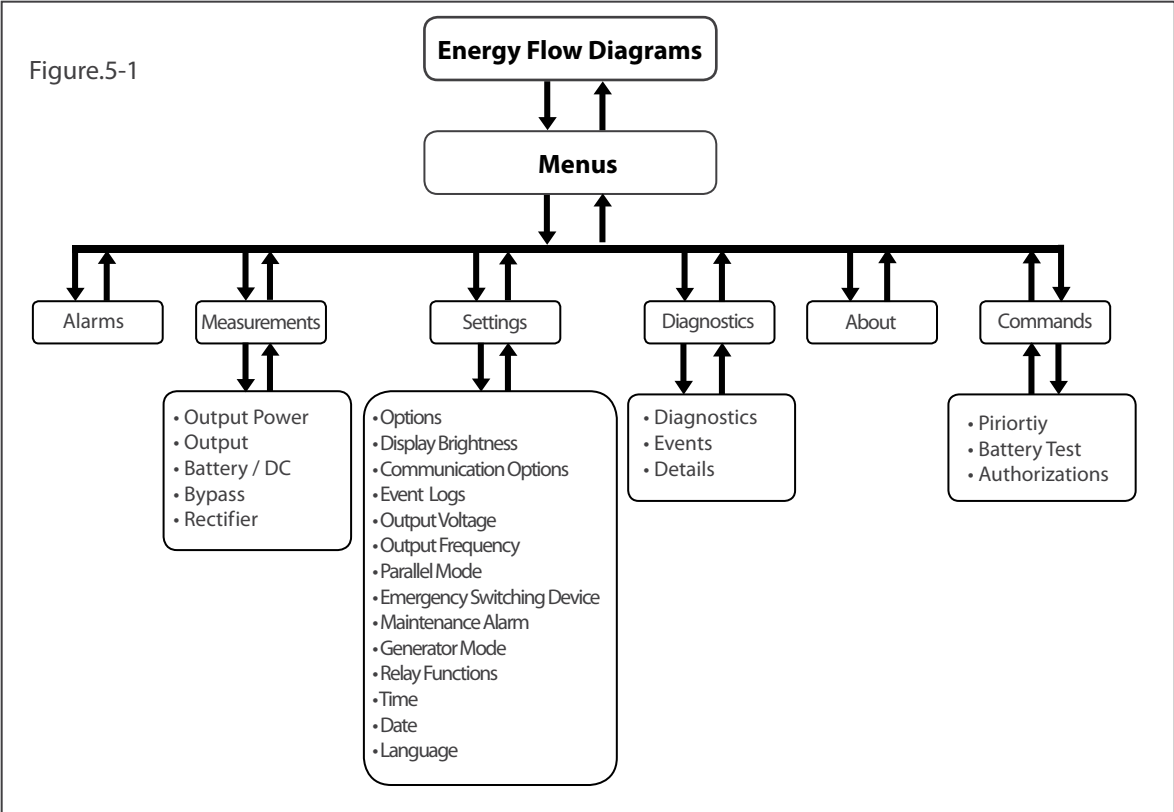 Figure.5-1
Energy Flow Diagrams
Menus
Alarms
Measurements
Settings
Diagnostics
About
Commands
• Output Power
• Output
• Battery / DC
• Bypass
• Rectifier
• Options
• Display Brightness
• Communication Options
• Event Logs
• Output Voltage
• Output Frequency
• Parallel Mode
• Emergency Switching Device
• Maintenance Alarm
• Generator Mode
• Relay Functions
• Time
• Date
• Language
• Diagnostics
• Events
• Details
• Piriortiy
• Battery Test
• Authorizations